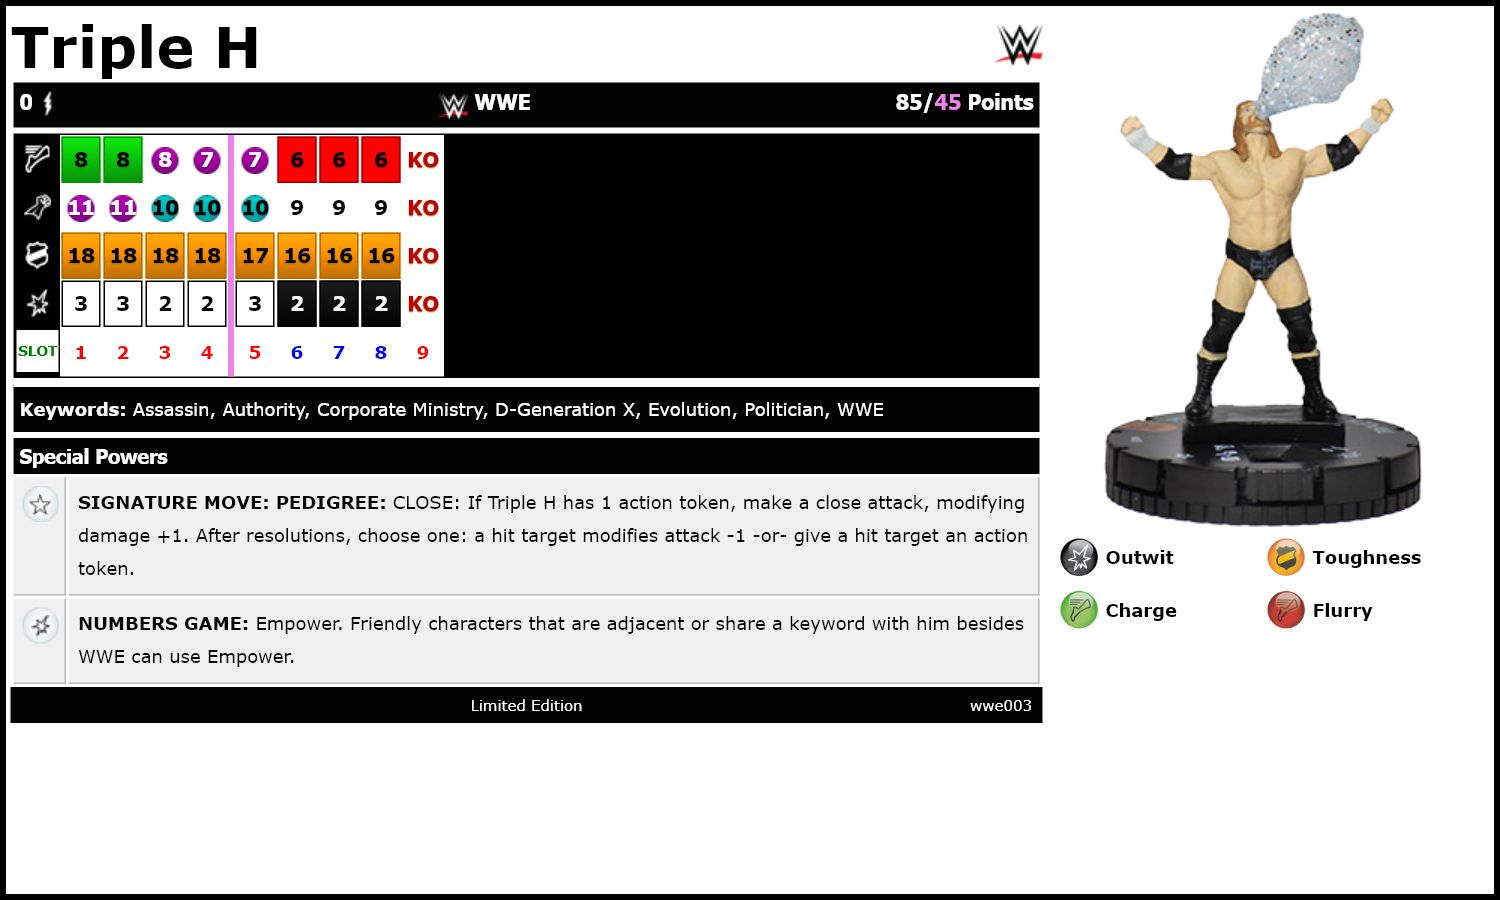 Triple H
0 WWE 85/45 Points
8 8 8 7 7 6 6 6 KO
11 11 10 10 10 9 9 9 KO
18 18 18 18 17 16 16 16 KO
3 3 2 2 3 2 2 2 KO
SLOT 1 2 3 4 5 6 7 8 9
Keywords: Assassin, Authority, Corporate Ministry, D-Generation X, Evolution, Politician, WWE
Special Powers
SIGNATURE MOVE: PEDIGREE: CLOSE: If Triple H has 1 action token, make a close attack, modifying
damage +1. After resolutions, choose one: a hit target modifies attack -1 -or- give a hit target an action
token.
NUMBERS GAME: Empower. Friendly characters that are adjacent or share a keyword with him besides
WWE can use Empower.
Limited Edition wwe003
Outwit Toughness
Charge Flurry